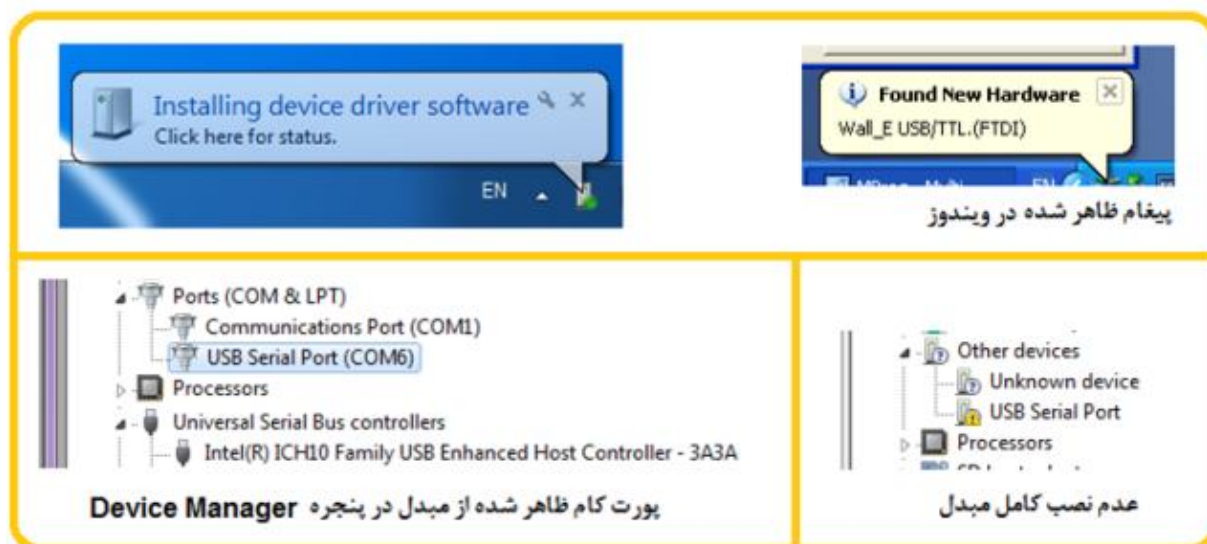 Installing device driver software
Click here for status.
EN
Found New Hardware
Wall_E USB/TTL.(FTDI)
پیغام ظاهر شده در ویندوز
Ports (COM & LPT)
Communications Port (COM1)
USB Serial Port (COM6)
Processors
Universal Serial Bus controllers
Intel(R) ICH10 Family USB Enhanced Host Controller - 3A3A
پورت کام ظاهر شده از مبدل در پنجره Device Manager
Other devices
Unknown device
USB Serial Port
Processors
عدم نصب کامل مبدل